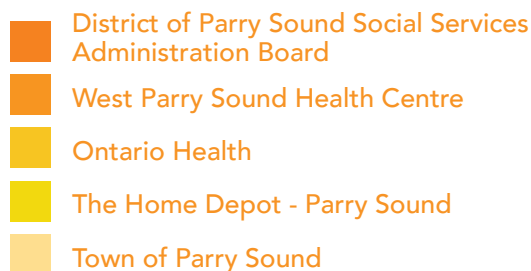 District of Parry Sound Social Services
Administration Board
West Parry Sound Health Centre
Ontario Health
The Home Depot - Parry Sound
Town of Parry Sound